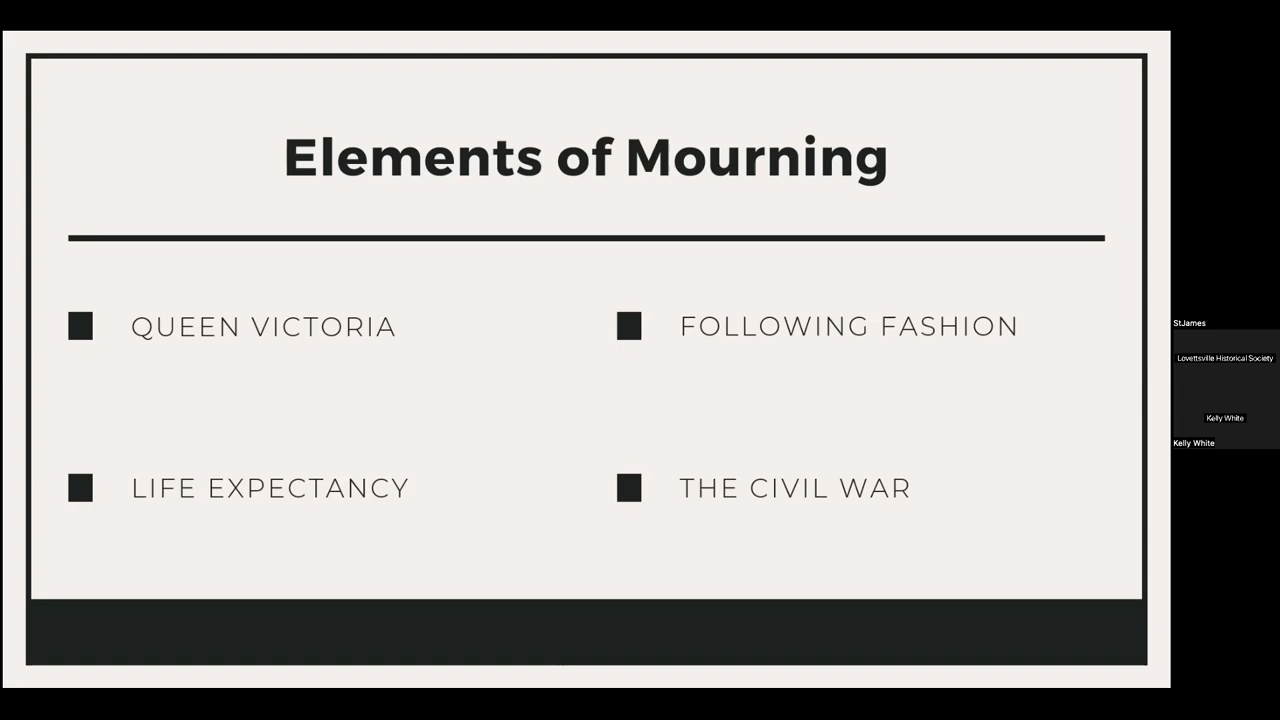 Elements of Mourning
QUEEN VICTORIA
FOLLOWING FASHION
LIFE EXPECTANCY
THE CIVIL WAR
StJames
Lovettsville Historical Society
Kelly White
Kelly White